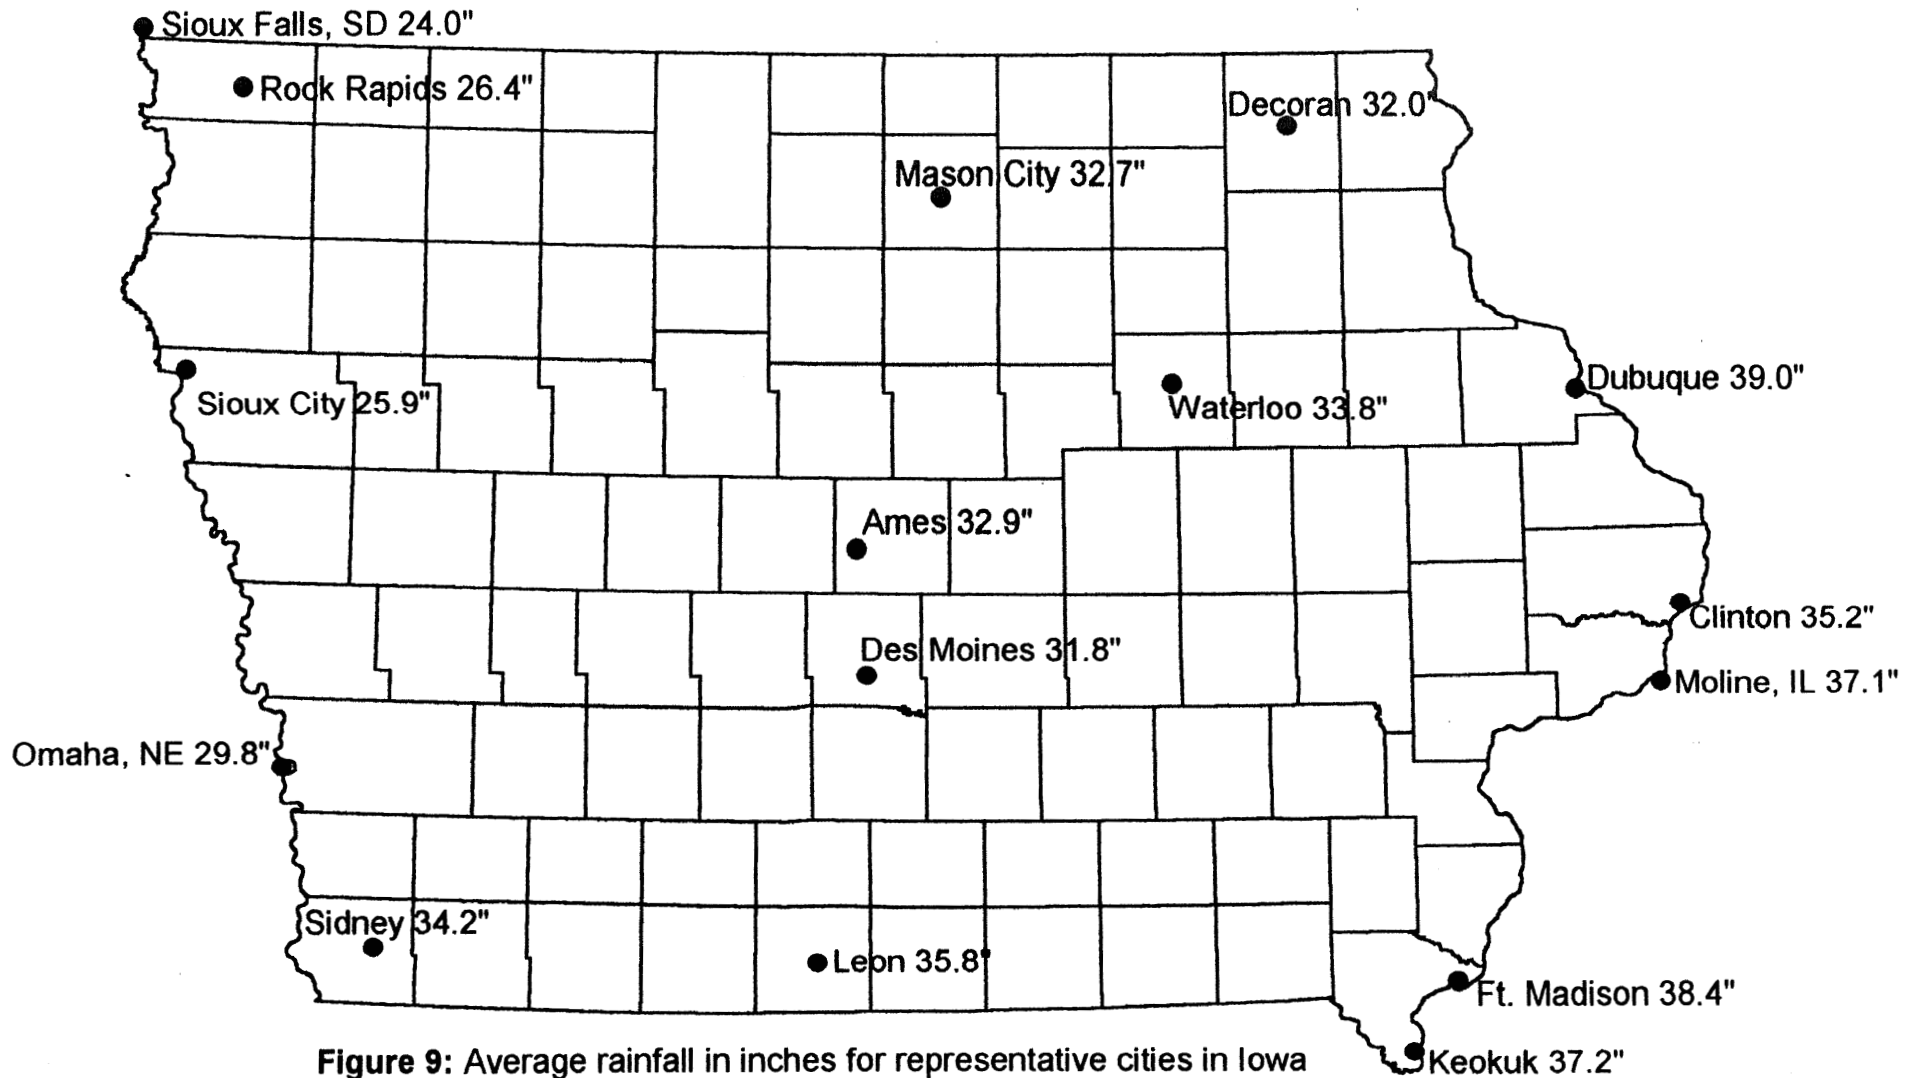 Sioux Falls, SD 24.0"
Rock Rapids 26.4"
Decoran 32.0"
Mason City 32.7"
Sioux City 25.9"
Waterloo 33.8"
Dubuque 39.0"
Ames 32.9"
Clinton 35.2"
Des Moines 31.8"
Moline, IL 37.1"
Omaha, NE 29.8"
Sidney 34.2"
Leon 35.8"
Ft. Madison 38.4"
Keokuk 37.2"
Figure 9: Average rainfall in inches for representative cities in Iowa